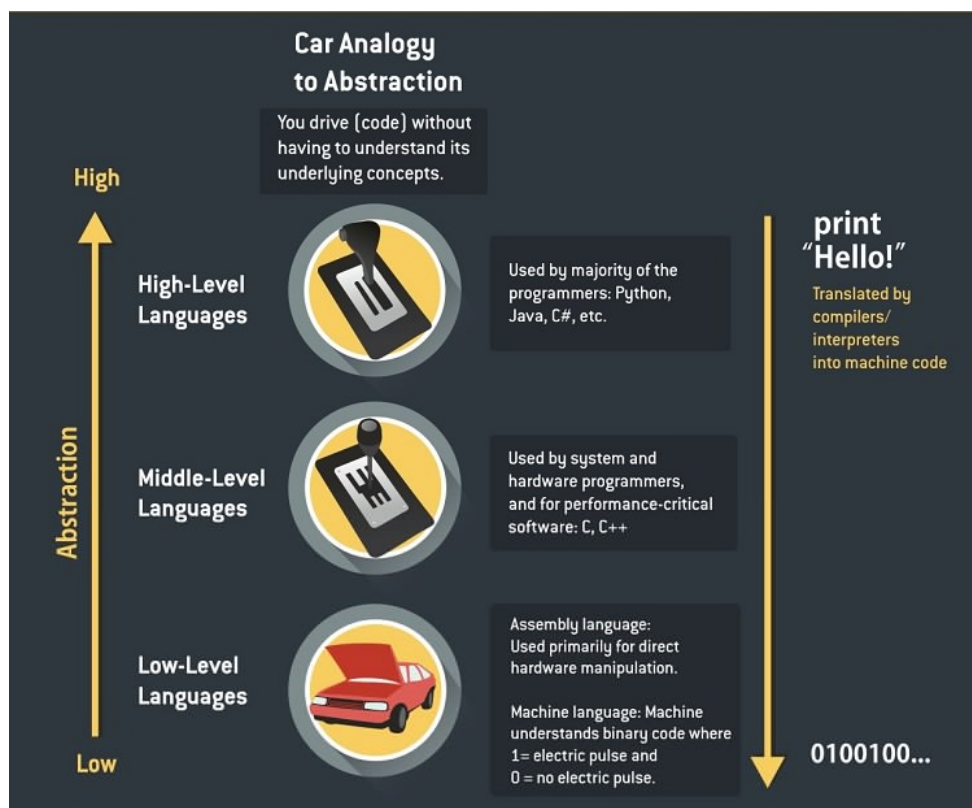 Car Analogy
to Abstraction
You drive (code) without
having to understand its
underlying concepts.
High
Abstraction
Low
High-Level
Languages
Used by majority of the
programmers: Python,
Java, C#, etc.
Middle-Level
Languages
Used by system and
hardware programmers,
and for performance-critical
software: C, C++
Low-Level
Languages
Assembly language:
Used primarily for direct
hardware manipulation.
Machine language: Machine
understands binary code where
1= electric pulse and
0 = no electric pulse.
print
“Hello!”
Translated by
compilers/
interpreters
into machine code
0100100...